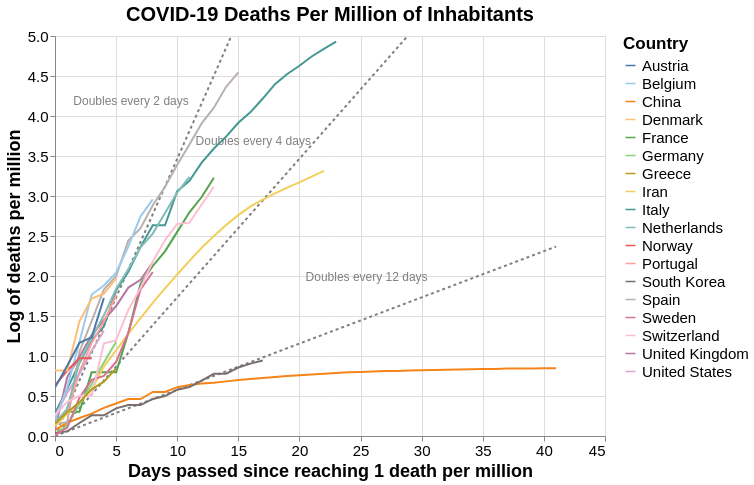 COVID-19 Deaths Per Million of Inhabitants
Log of deaths per million
5.0
4.5
4.0
3.5
3.0
2.5
2.0
1.5
1.0
0.5
0.0
Doubles every 2 days
Doubles every 4 days
Doubles every 12 days
0
5
10
15
20
25
30
35
40
45
Days passed since reaching 1 death per million
Country
Austria
Belgium
China
Denmark
France
Germany
Greece
Iran
Italy
Netherlands
Norway
Portugal
South Korea
Spain
Sweden
Switzerland
United Kingdom
United States